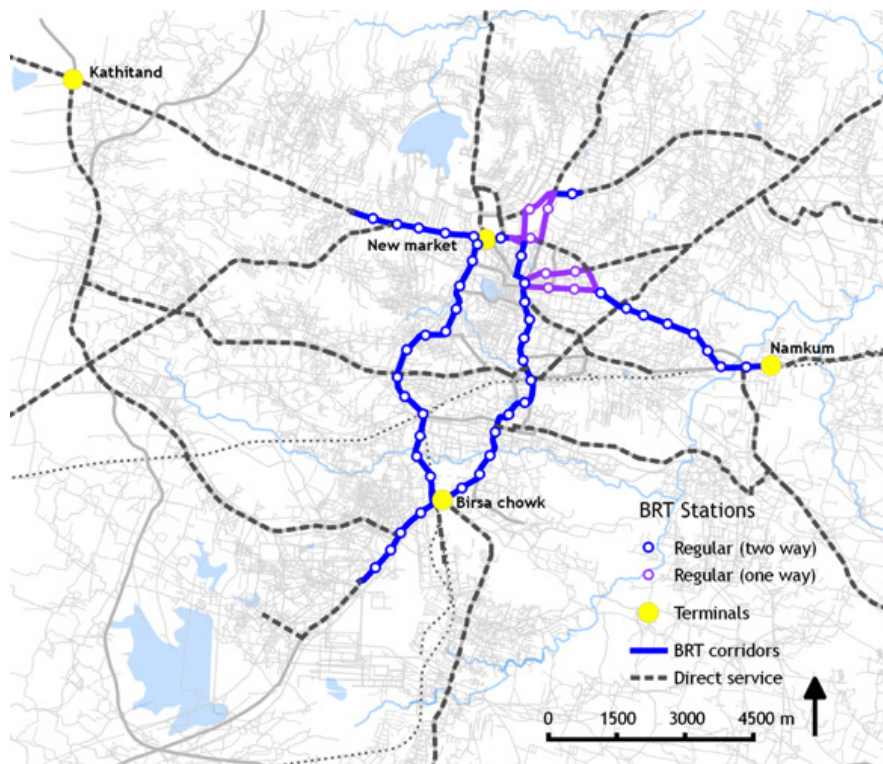 Kathitand
New market
Namkum
Birsa chowk
BRT Stations
Regular (two way)
Regular (one way)
Terminals
BRT corridors
Direct service
0 1500 3000 4500 m